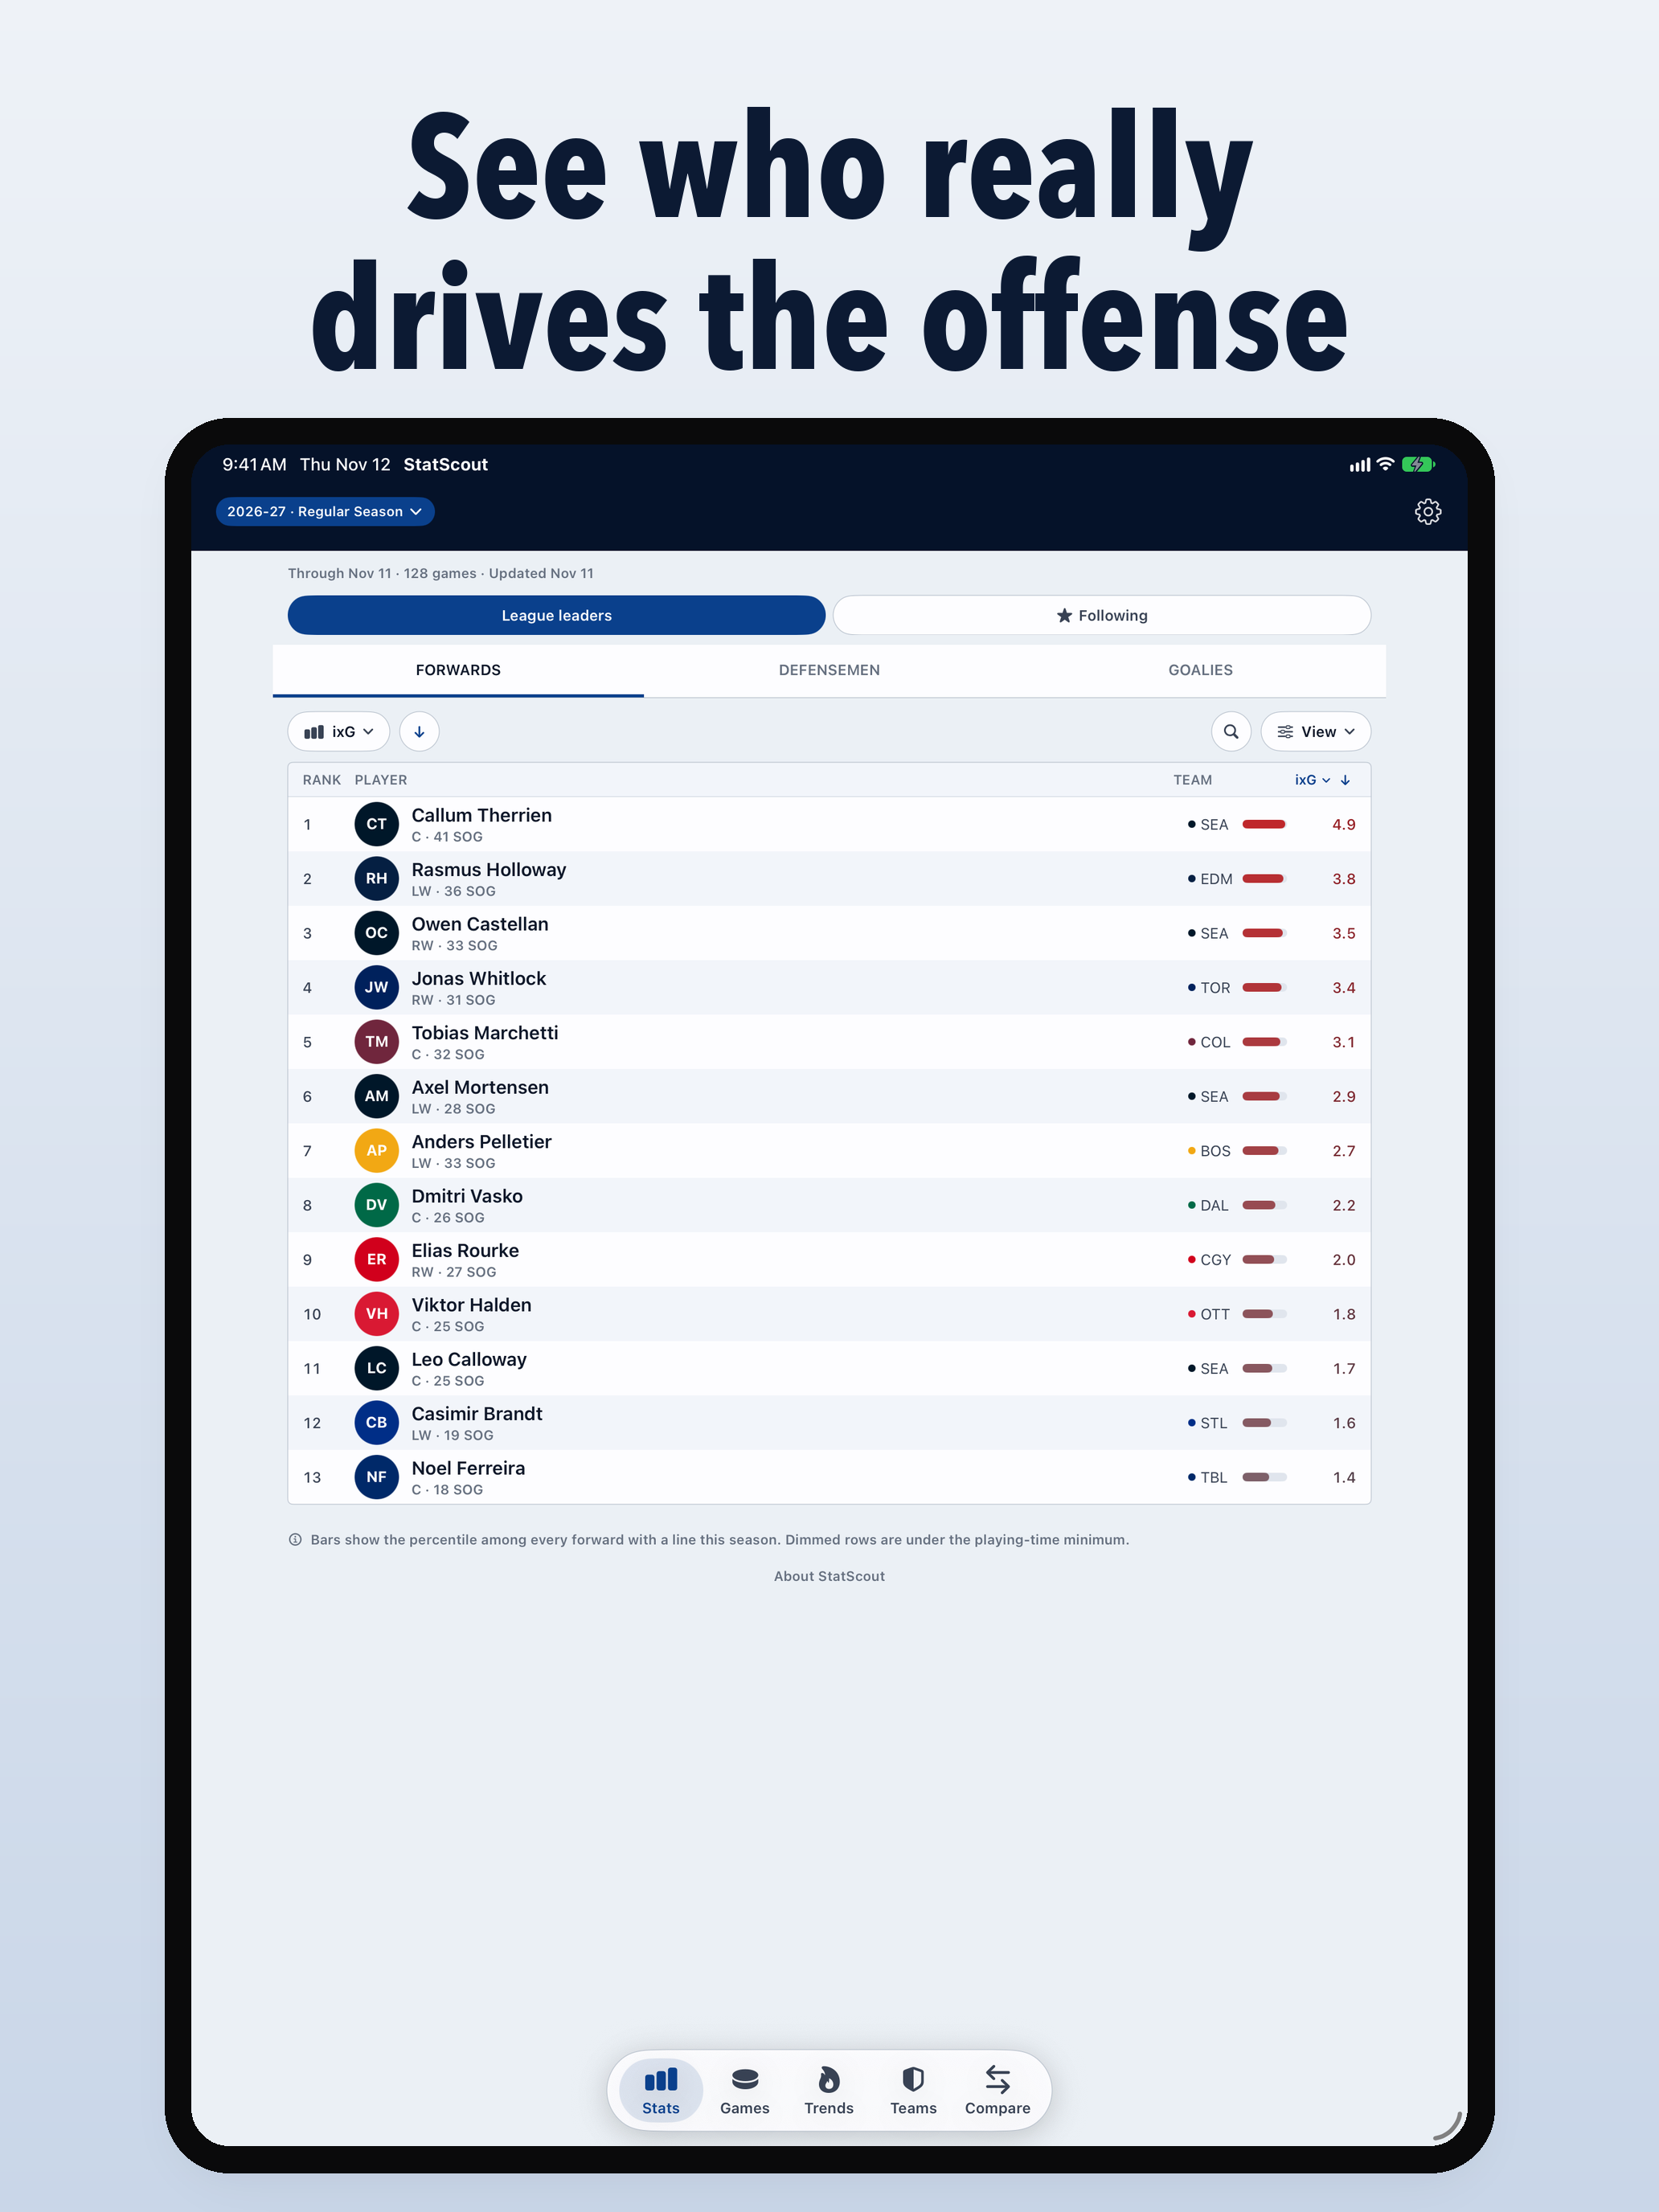 See who really
drives the offense
9:41 AM Thu Nov 12 StatScout
2026-27 · Regular Season
Through Nov 11 · 128 games · Updated Nov 11
League leaders
Following
FORWARDS
DEFENSEMEN
GOALIES
ixG
View
RANK PLAYER TEAM ixG
1 CT Callum Therrien SEA 4.9
C · 41 SOG
2 RH Rasmus Holloway EDM 3.8
LW · 36 SOG
3 OC Owen Castellan SEA 3.5
RW · 33 SOG
4 JW Jonas Whitlock TOR 3.4
RW · 31 SOG
5 TM Tobias Marchetti COL 3.1
C · 32 SOG
6 AM Axel Mortensen SEA 2.9
LW · 28 SOG
7 AP Anders Pelletier BOS 2.7
LW · 33 SOG
8 DV Dmitri Vasko DAL 2.2
C · 26 SOG
9 ER Elias Rourke CGY 2.0
RW · 27 SOG
10 VH Viktor Halden OTT 1.8
C · 25 SOG
11 LC Leo Calloway SEA 1.7
C · 25 SOG
12 CB Casimir Brandt STL 1.6
LW · 19 SOG
13 NF Noel Ferreira TBL 1.4
C · 18 SOG
Bars show the percentile among every forward with a line this season. Dimmed rows are under the playing-time minimum.
About StatScout
Stats
Games
Trends
Teams
Compare